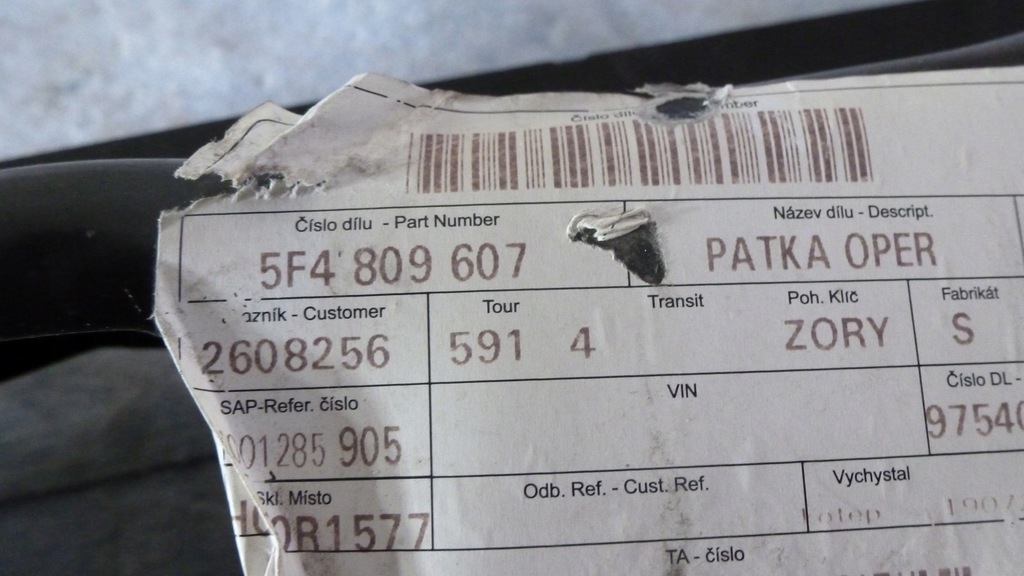 Číslo
Číslo dílu - Part Number
Název dílu - Descript.
5F4 809 607
PATKA OPER
- Customer
Tour
Transit
Poh. Klíč
Fabrikát
2608256
591 4
ZORY
S
SAP-Refer. číslo
VIN
Číslo DL -
01285 905
9754
Skl. Místo
Odb. Ref. - Cust. Ref.
Vychystal
0R1577
TA - číslo